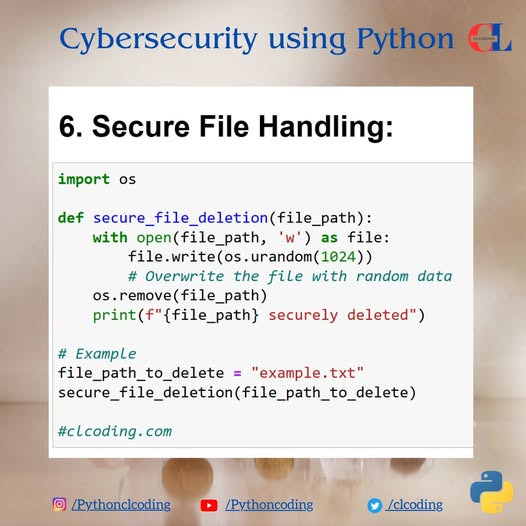 Cybersecurity using Python
CL
CLCODING
6. Secure File Handling:
import os
def secure_file_deletion(file_path):
    with open(file_path, 'w') as file:
        file.write(os.urandom(1024))
        # Overwrite the file with random data
    os.remove(file_path)
    print(f"{file_path} securely deleted")
# Example
file_path_to_delete = "example.txt"
secure_file_deletion(file_path_to_delete)
#clcoding.com
/Pythonclcoding
/Pythoncoding
/clcoding